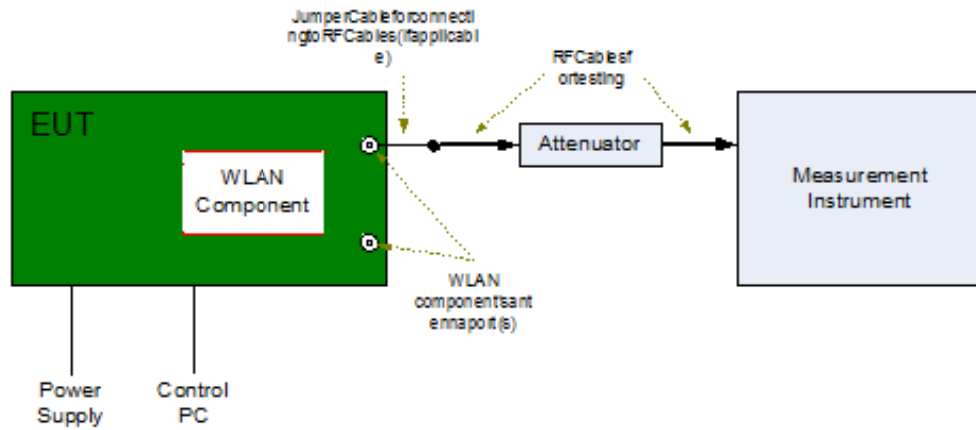 JumperCableforconnecti
ngtoRFCables(ifapplicabl
e)
RFCablesf
ortesting
EUT
WLAN
Component
Attenuator
Measurement
Instrument
WLAN
component'sant
ennaport(s)
Power
Supply
Control
PC